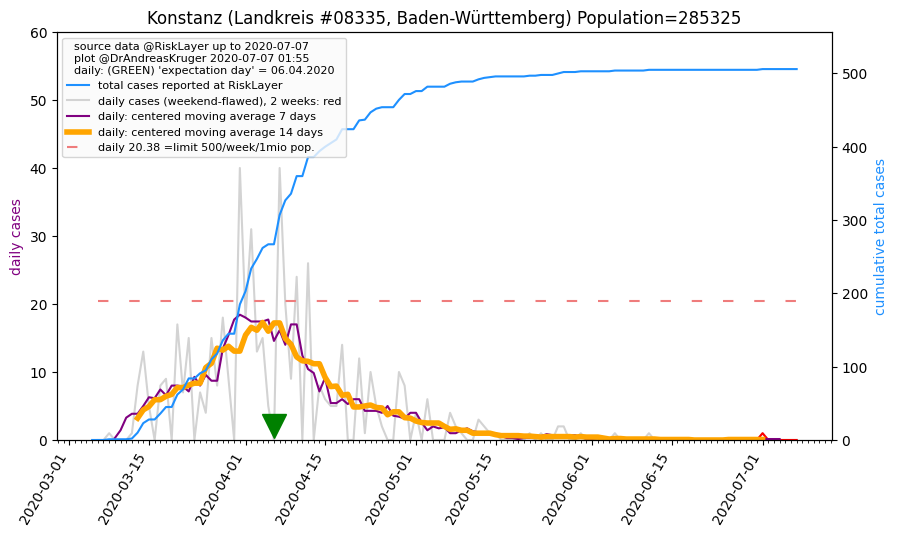 Konstanz (Landkreis #08335, Baden-Württemberg) Population=285325
source data @RiskLayer up to 2020-07-07
plot @DrAndreasKruger 2020-07-07 01:55
daily: (GREEN) 'expectation day' = 06.04.2020
total cases reported at RiskLayer
daily cases (weekend-flawed), 2 weeks: red
daily: centered moving average 7 days
daily: centered moving average 14 days
daily 20.38 =limit 500/week/1mio pop.
60
50
40
30
20
10
0
daily cases
500
400
300
200
100
0
cumulative total cases
2020-03-01
2020-03-15
2020-04-01
2020-04-15
2020-05-01
2020-05-15
2020-06-01
2020-06-15
2020-07-01